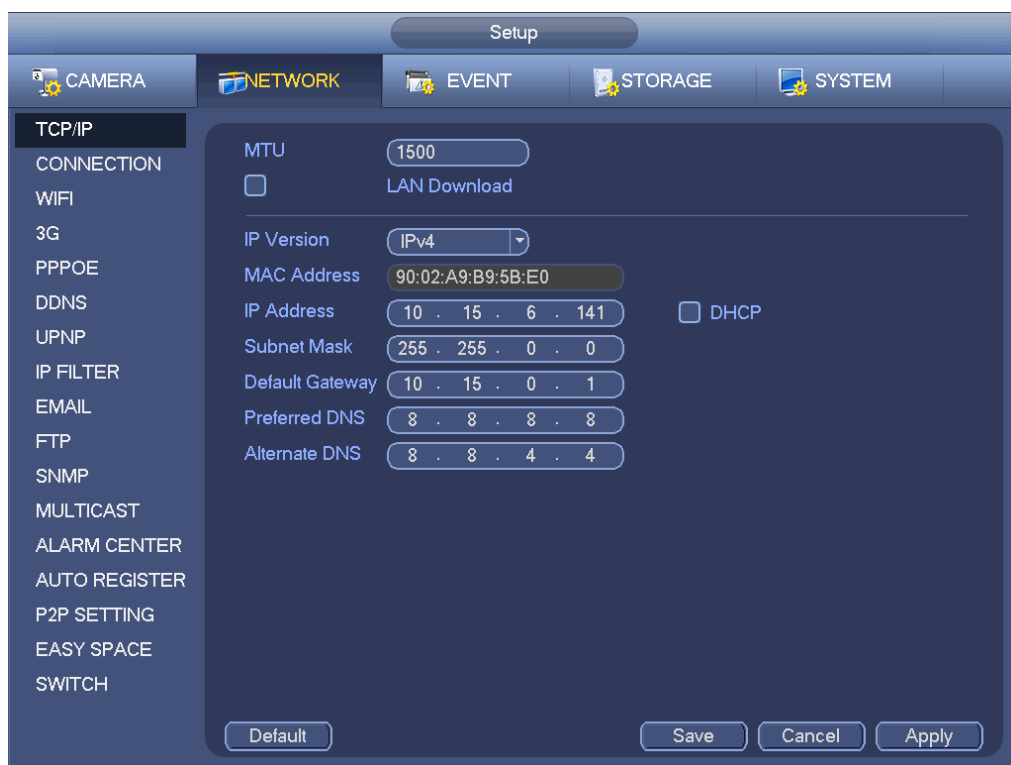 Setup
CAMERA NETWORK EVENT STORAGE SYSTEM
TCP/IP
CONNECTION
WIFI
3G
PPPOE
DDNS
UPNP
IP FILTER
EMAIL
FTP
SNMP
MULTICAST
ALARM CENTER
AUTO REGISTER
P2P SETTING
EASY SPACE
SWITCH
MTU 1500
LAN Download
IP Version IPv4
MAC Address 90:02:A9:B9:5B:E0
IP Address 10 . 15 . 6 . 141 DHCP
Subnet Mask 255 . 255 . 0 . 0
Default Gateway 10 . 15 . 0 . 1
Preferred DNS 8 . 8 . 8 . 8
Alternate DNS 8 . 8 . 4 . 4
Default Save Cancel Apply